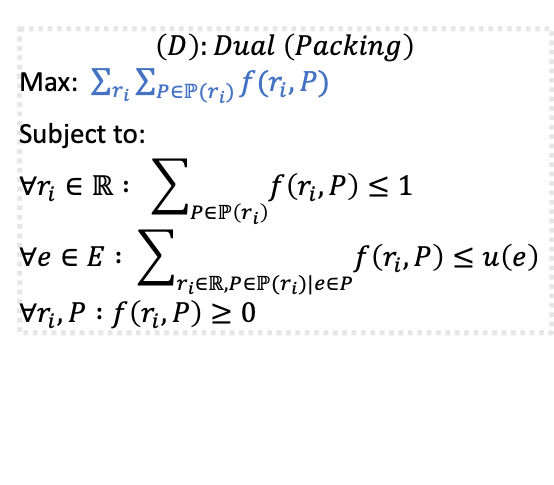 (D): Dual (Packing)
Max: ∑_{r_i} ∑_{P∈ℙ(r_i)} f(r_i, P)
Subject to:
∀r_i ∈ ℝ : ∑_{P∈ℙ(r_i)} f(r_i, P) ≤ 1
∀e ∈ E : ∑_{r_i∈ℝ,P∈ℙ(r_i)|e∈P} f(r_i, P) ≤ u(e)
∀r_i, P : f(r_i, P) ≥ 0